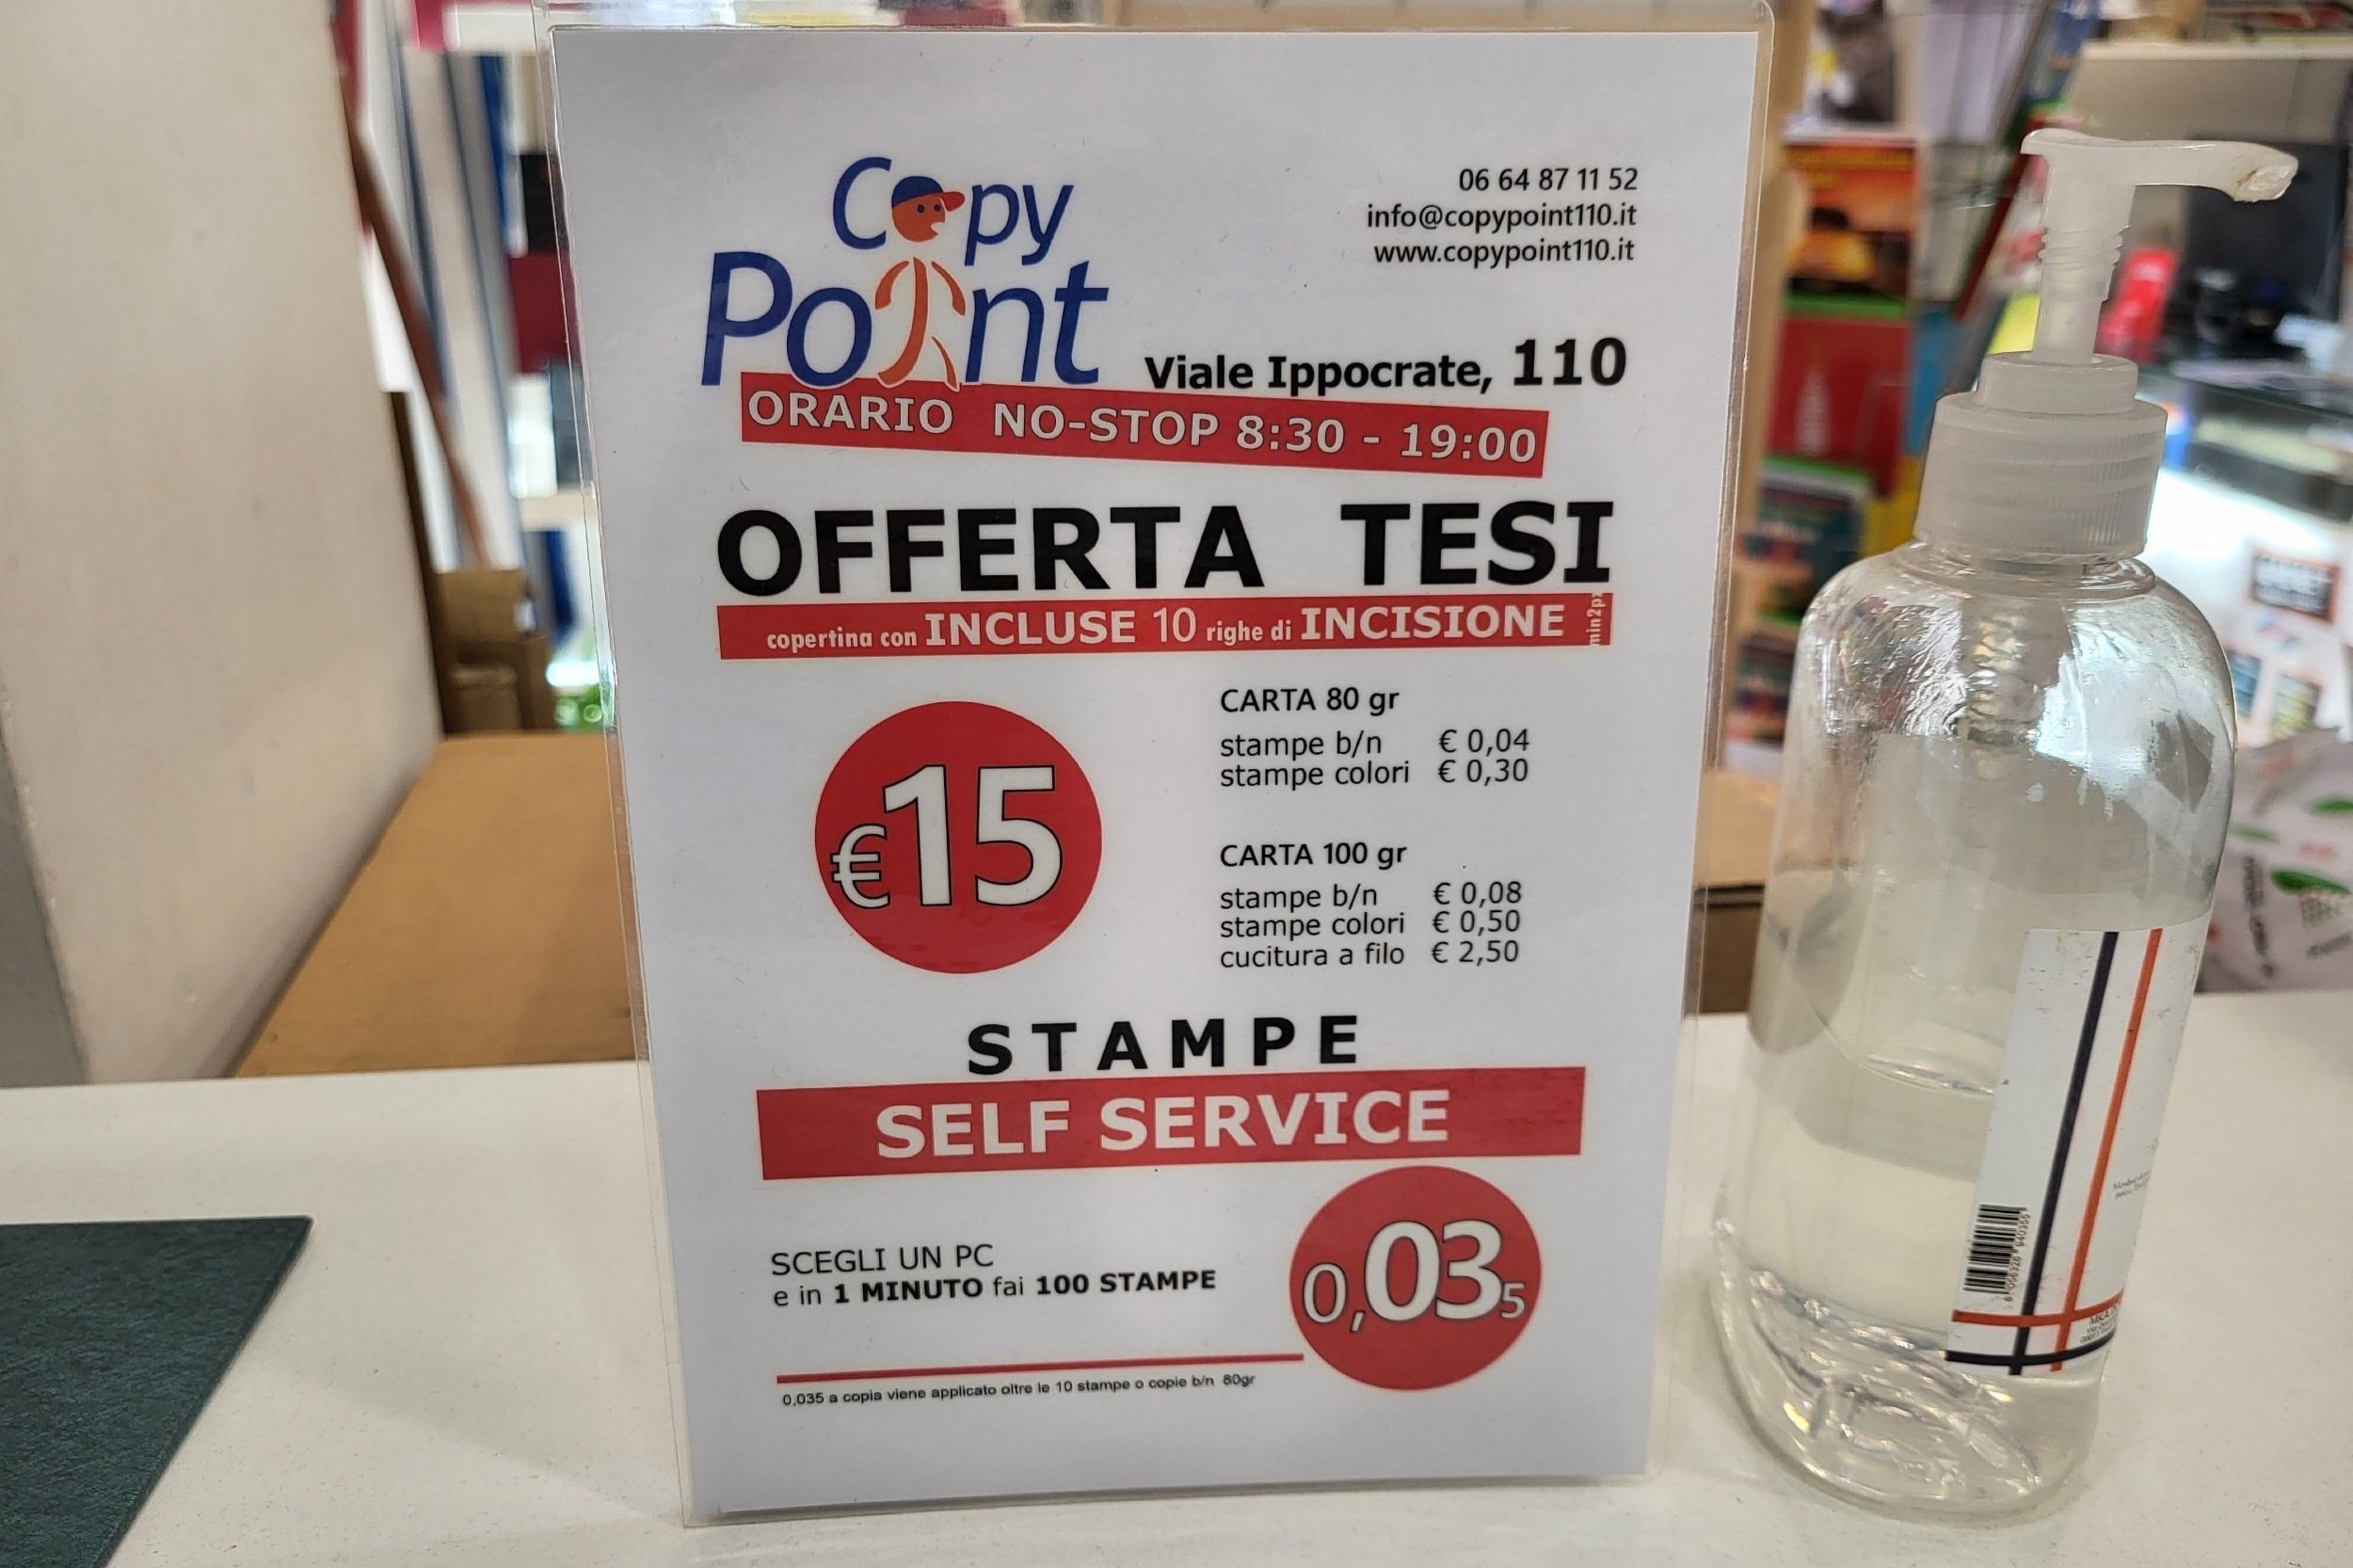 Copy
Point
06 64 87 11 52
info@copypoint110.it
www.copypoint110.it
Viale Ippocrate, 110
ORARIO NO-STOP 8:30 - 19:00
OFFERTA TESI
copertina con INCLUSE 10 righe di INCISIONE
min2pz
€15
CARTA 80 gr
stampe b/n € 0,04
stampe colori € 0,30
CARTA 100 gr
stampe b/n € 0,08
stampe colori € 0,50
cucitura a filo € 2,50
STAMPE
SELF SERVICE
SCEGLI UN PC
e in 1 MINUTO fai 100 STAMPE
0,035
0,035 a copia viene applicato oltre le 10 stampe o copie b/n 80gr